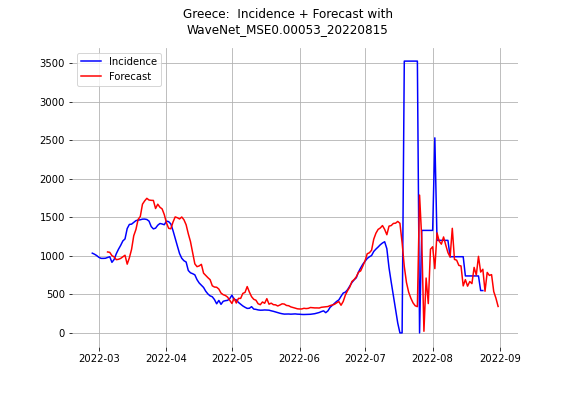 Greece:  Incidence + Forecast with
WaveNet_MSE0.00053_20220815
Incidence
Forecast
3500
3000
2500
2000
1500
1000
500
0
2022-03 2022-04 2022-05 2022-06 2022-07 2022-08 2022-09